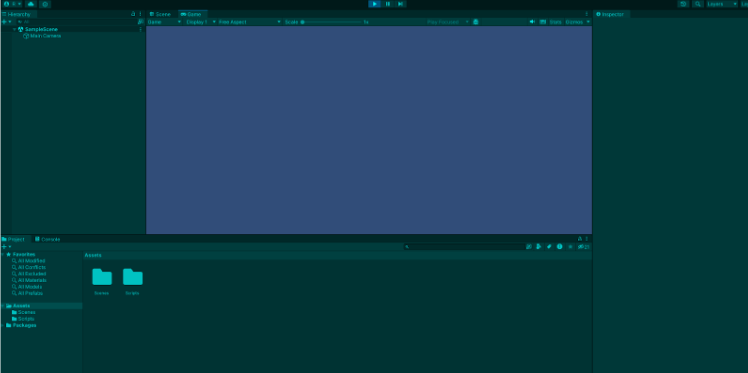 Layers
Hierarchy
Scene
Game
Inspector
Game
Display 1
Free Aspect
Scale
1x
Play Focused
Stats
Gizmos
SampleScene
Main Camera
Project
Console
Favorites
All Modified
All Conflicts
All Excluded
All Materials
All Models
All Prefabs
Assets
Scenes
Scripts
Packages
Assets
Scenes
Scripts